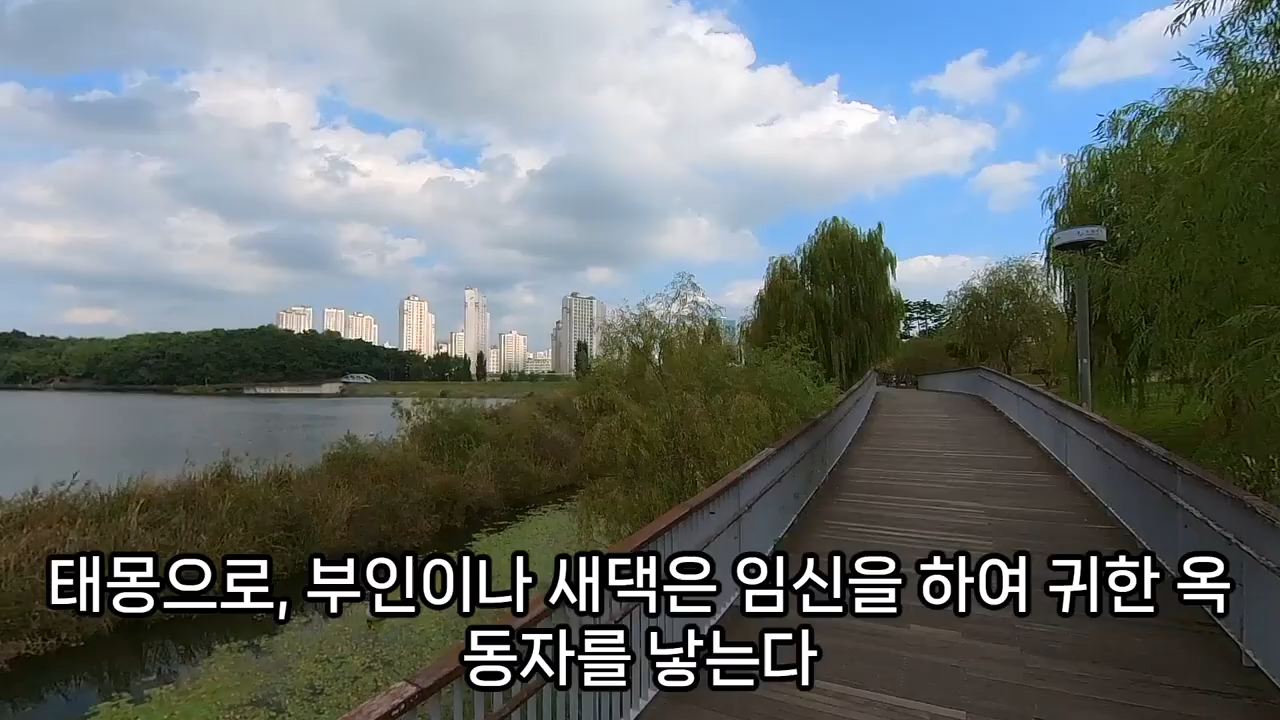 태몽으로, 부인이나 새댁은 임신을 하여 귀한 옥
동자를 낳는다